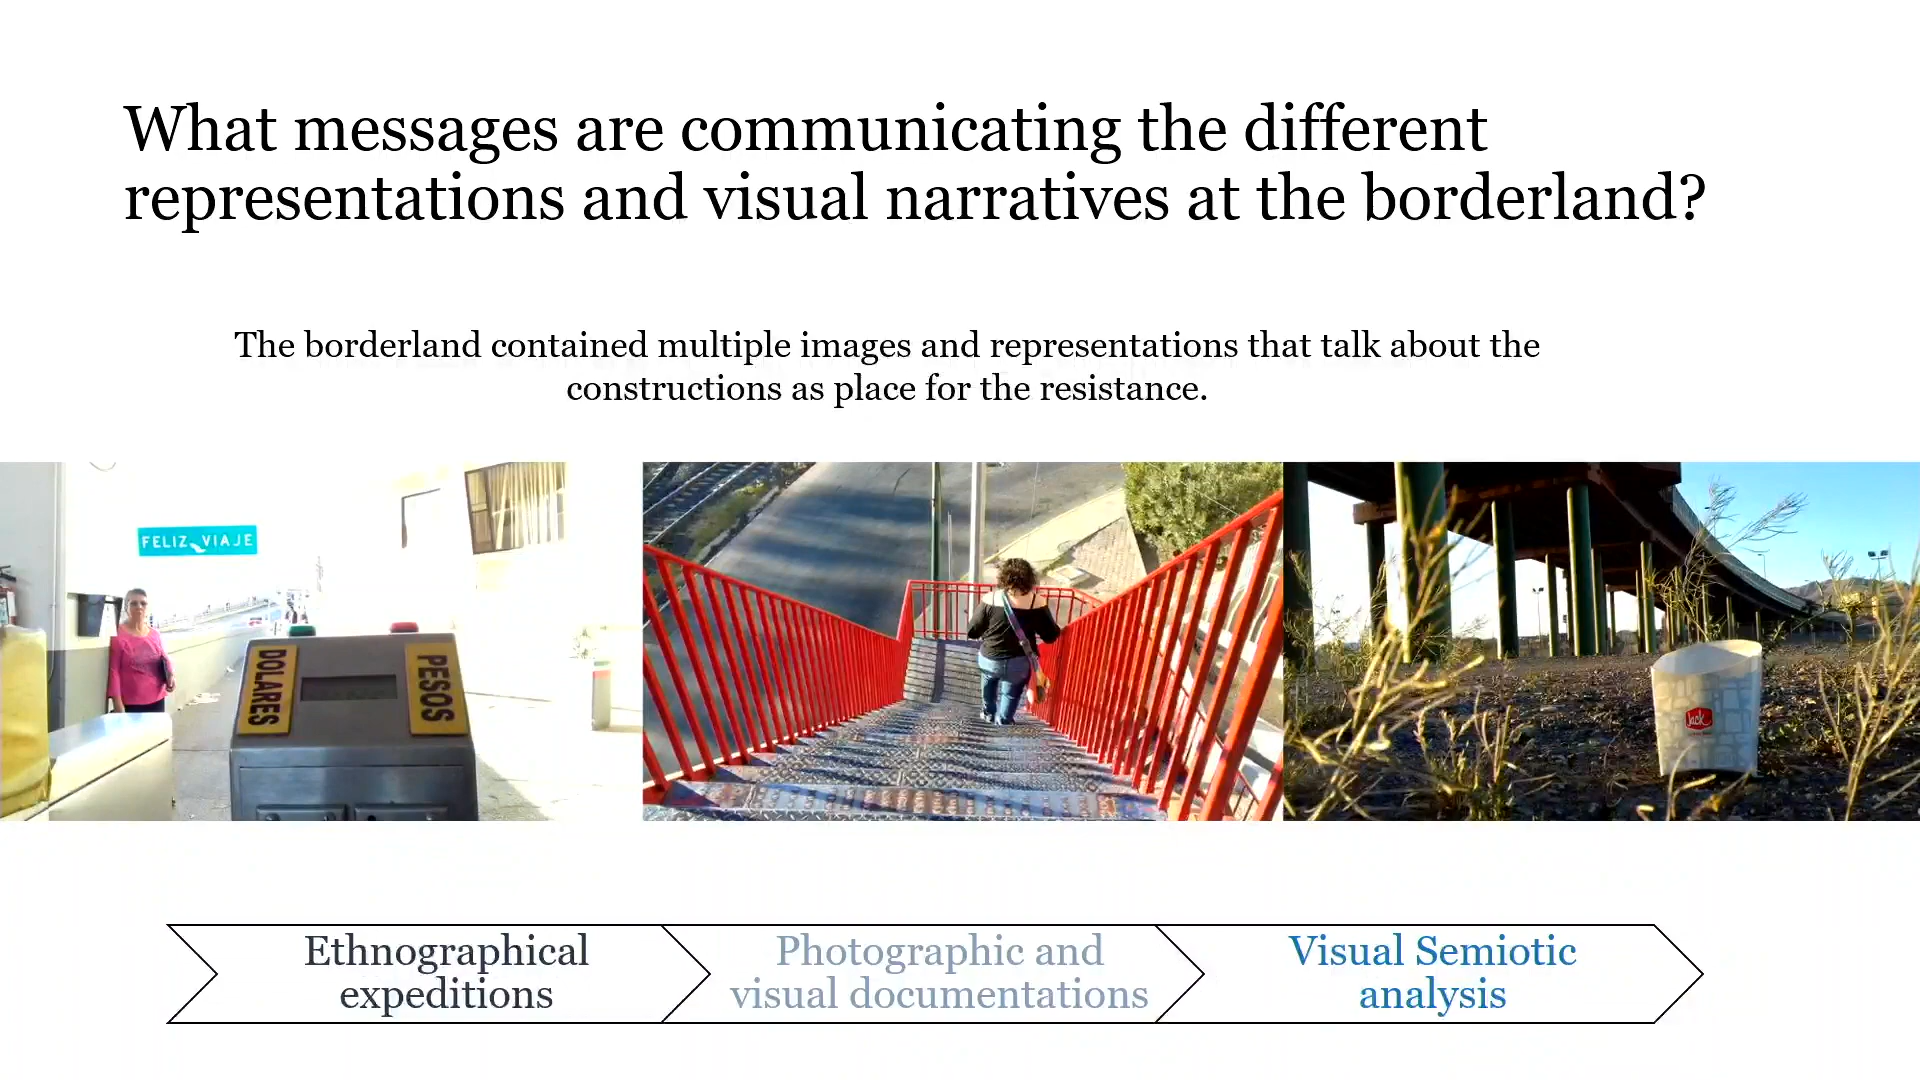 What messages are communicating the different
representations and visual narratives at the borderland?
The borderland contained multiple images and representations that talk about the
constructions as place for the resistance.
FELIZ VIAJE
DOLARES
PESOS
Jack
Ethnographical
expeditions
Photographic and
visual documentations
Visual Semiotic
analysis